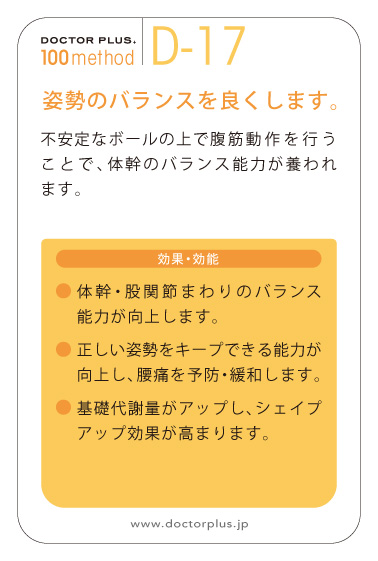 DOCTOR PLUS.
100method
D-17
姿勢のバランスを良くします。
不安定なボールの上で腹筋動作を行う
ことで、体幹のバランス能力が養われ
ます。
効果・効能
● 体幹・股関節まわりのバランス
能力が向上します。
● 正しい姿勢をキープできる能力が
向上し、腰痛を予防・緩和します。
● 基礎代謝量がアップし、シェイプ
アップ効果が高まります。
www.doctorplus.jp